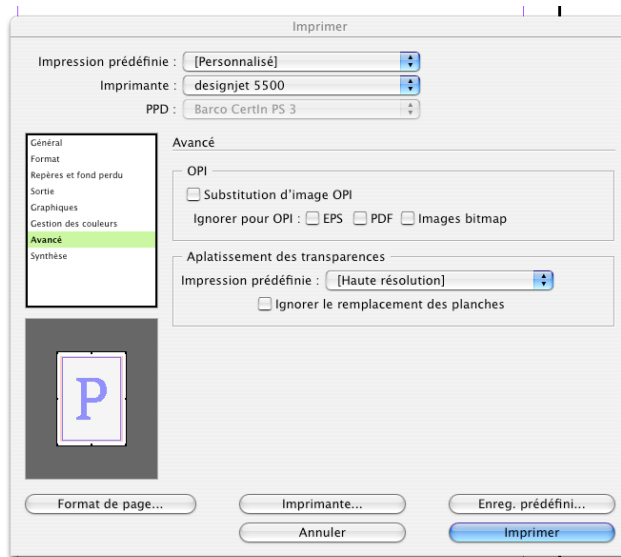 Imprimer
Impression prédéfinie : [Personnalisé]
Imprimante : designjet 5500
PPD : Barco CertIn PS 3
Général
Format
Repères et fond perdu
Sortie
Graphiques
Gestion des couleurs
Avancé
Synthèse
Avancé
OPI
Substitution d'image OPI
Ignorer pour OPI : EPS PDF Images bitmap
Aplatissement des transparences
Impression prédéfinie : [Haute résolution]
Ignorer le remplacement des planches
P
Format de page... Imprimante... Enreg. prédéfini...
Annuler Imprimer